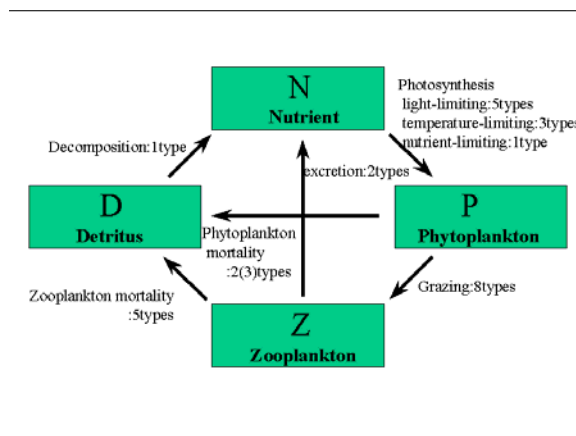 N
Nutrient
Photosynthesis
light-limiting:5types
temperature-limiting:3types
nutrient-limiting:1type
Decomposition:1type
excretion:2types
D
Detritus
P
Phytoplankton
Phytoplankton
mortality
:2(3)types
Zooplankton mortality
:5types
Grazing:8types
Z
Zooplankton